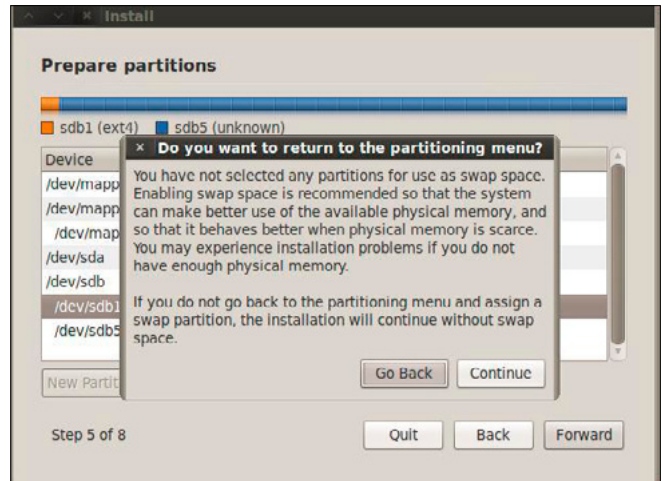 Install
Prepare partitions
sdb1 (ext4) sdb5 (unknown)
Device
/dev/mapp
/dev/mapp
/dev/map
/dev/sda
/dev/sdb
/dev/sdb1
/dev/sdb5
New Partit
Do you want to return to the partitioning menu?
You have not selected any partitions for use as swap space.
Enabling swap space is recommended so that the system
can make better use of the available physical memory, and
so that it behaves better when physical memory is scarce.
You may experience installation problems if you do not
have enough physical memory.
If you do not go back to the partitioning menu and assign a
swap partition, the installation will continue without swap
space.
Go Back Continue
Step 5 of 8 Quit Back Forward